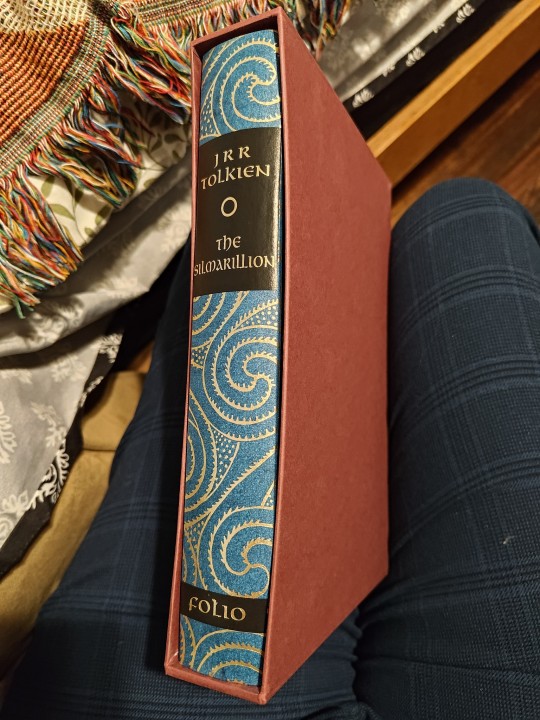 J R R
TOLKIEN
THE
SILMARILLION
FOLIO